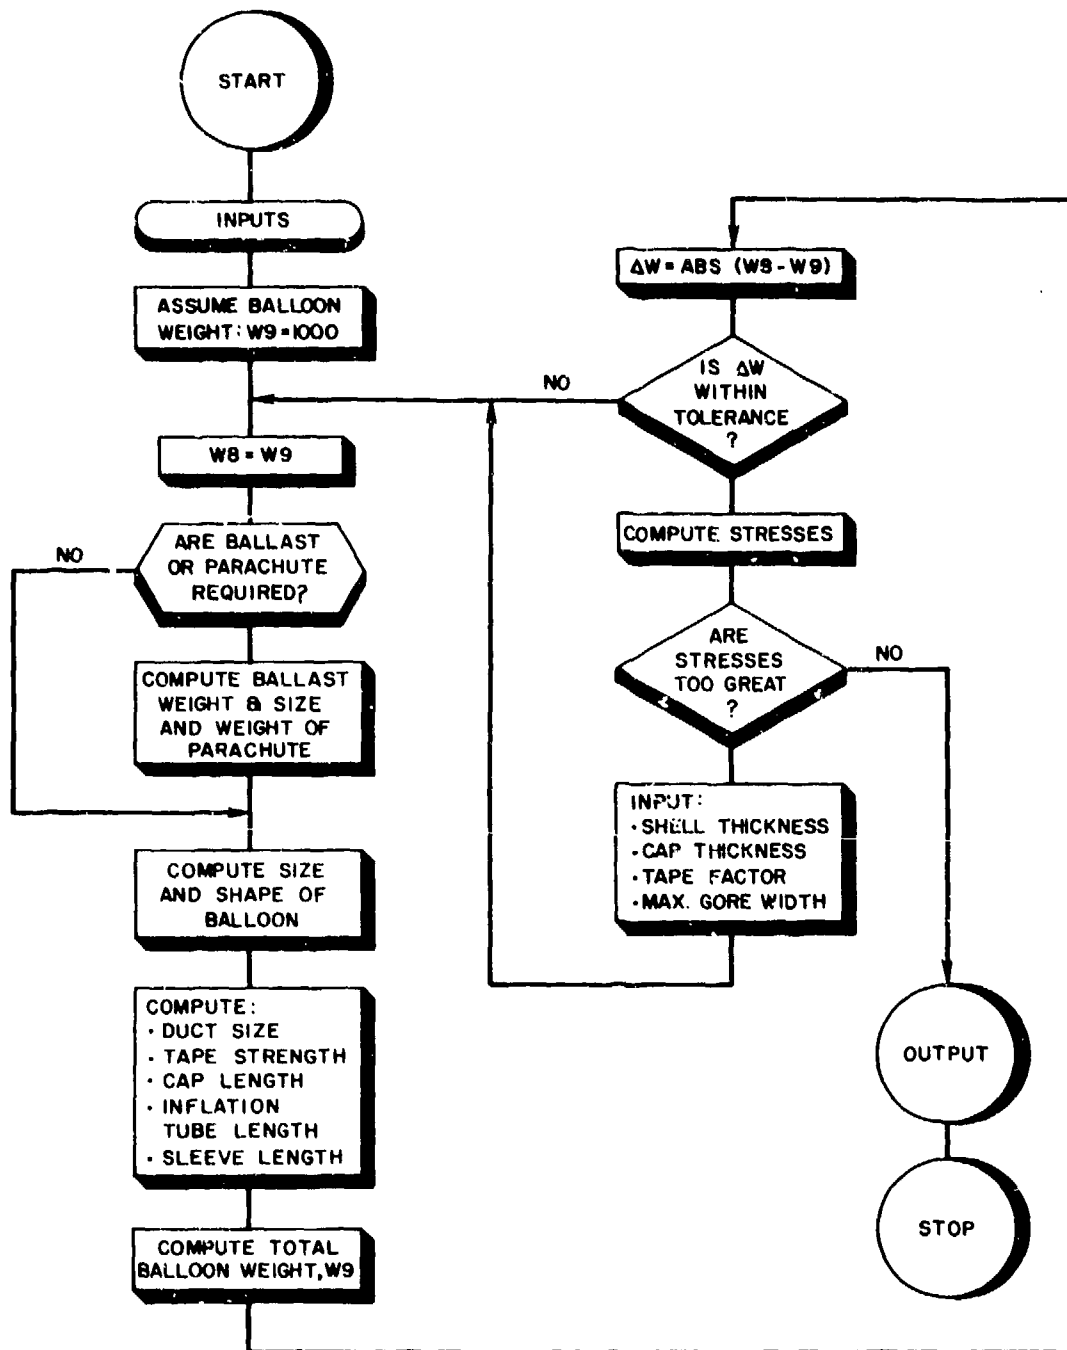 START
INPUTS
ASSUME BALLOON
WEIGHT: W9=1000
W8 = W9
NO
ARE BALLAST
OR PARACHUTE
REQUIRED?
COMPUTE BALLAST
WEIGHT & SIZE
AND WEIGHT OF
PARACHUTE
COMPUTE SIZE
AND SHAPE OF
BALLOON
COMPUTE:
· DUCT SIZE
· TAPE STRENGTH
· CAP LENGTH
· INFLATION
TUBE LENGTH
· SLEEVE LENGTH
COMPUTE TOTAL
BALLOON WEIGHT, W9
ΔW = ABS (W8 - W9)
NO
IS ΔW
WITHIN
TOLERANCE
?
COMPUTE STRESSES
ARE
STRESSES
TOO GREAT
?
NO
INPUT:
· SHELL THICKNESS
· CAP THICKNESS
· TAPE FACTOR
· MAX. GORE WIDTH
OUTPUT
STOP